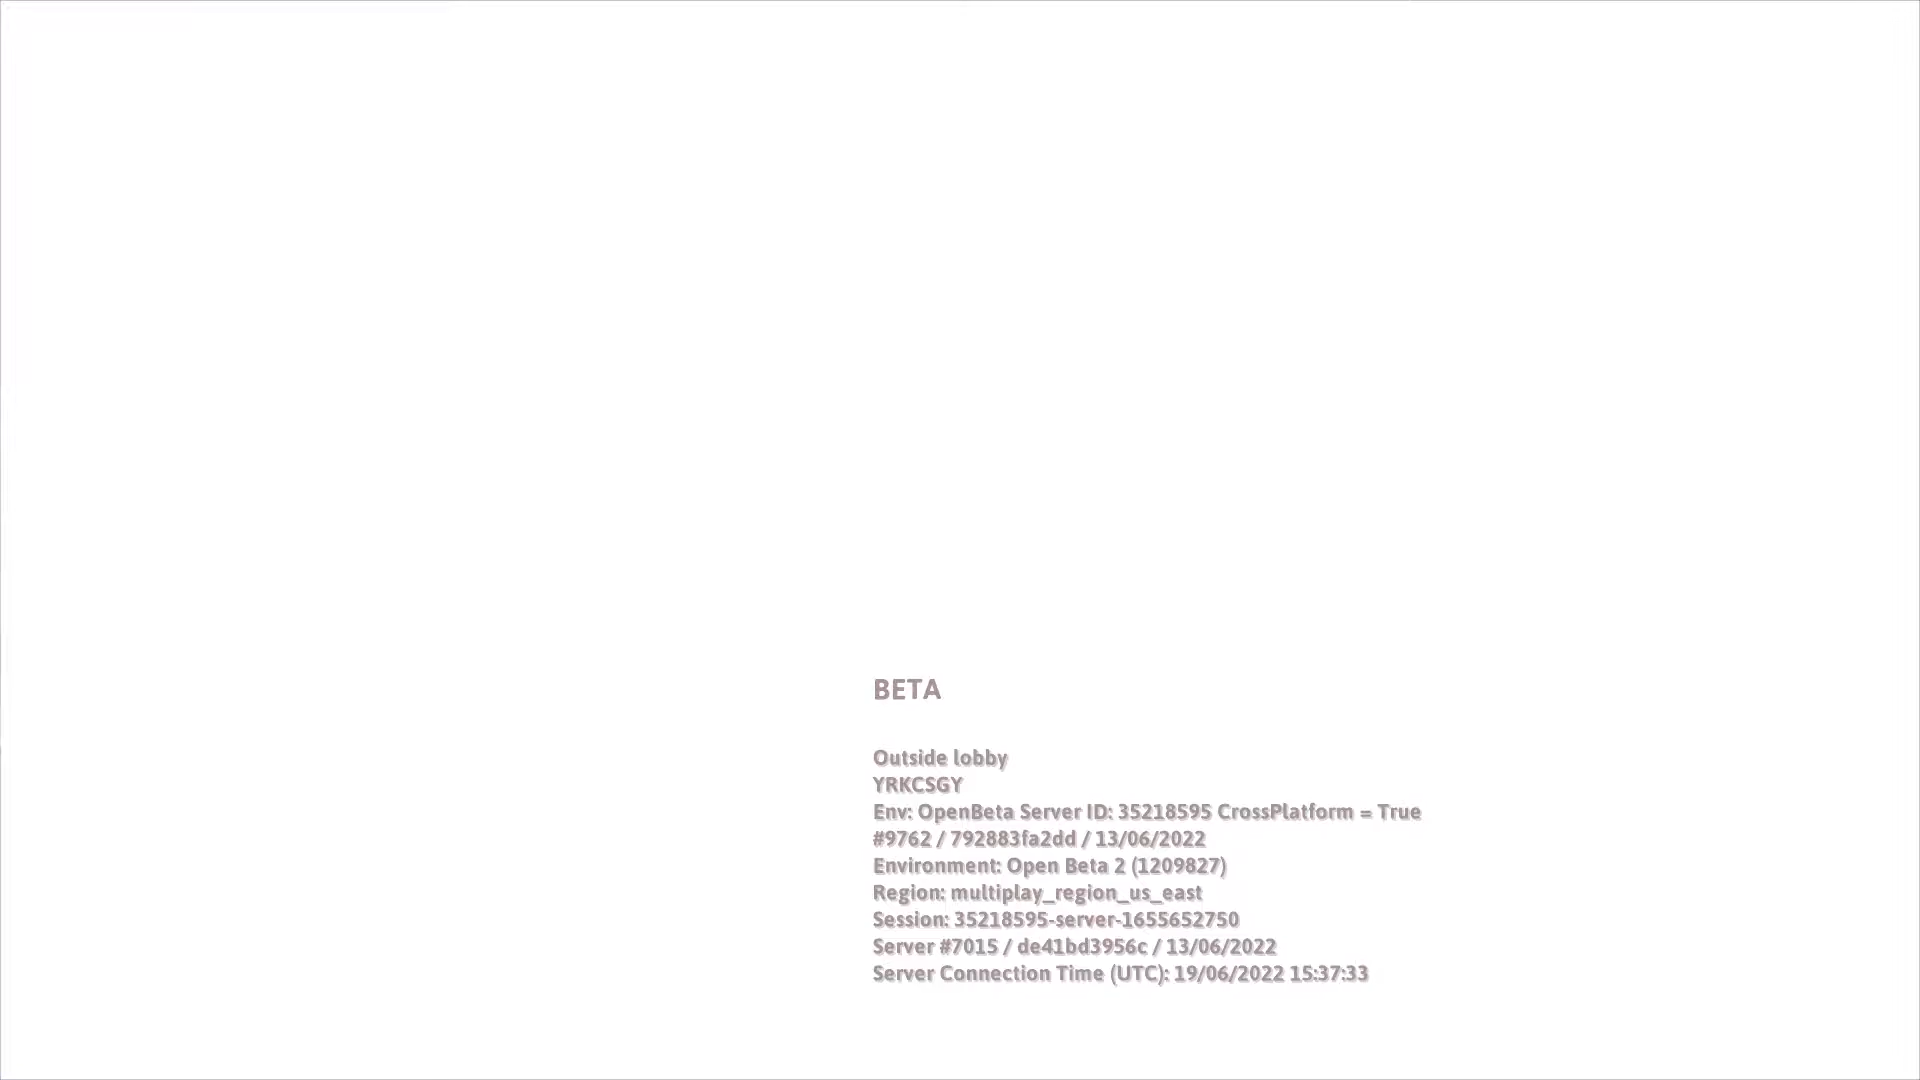 BETA
Outside lobby
YRKCSGY
Env: OpenBeta Server ID: 35218595 CrossPlatform = True
#9762 / 792883fa2dd / 13/06/2022
Environment: Open Beta 2 (1209827)
Region: multiplay_region_us_east
Session: 35218595-server-1655652750
Server #7015 / de41bd3956c / 13/06/2022
Server Connection Time (UTC): 19/06/2022 15:37:33